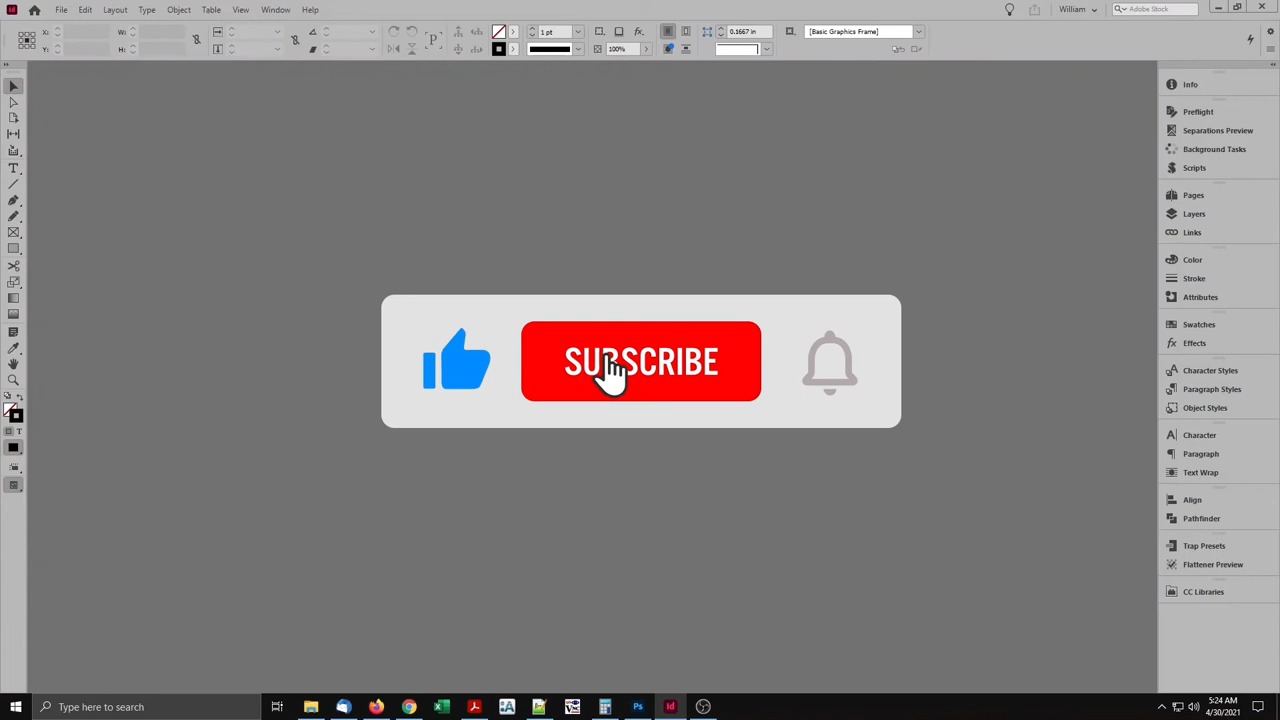 Id File Edit Layout Type Object Table View Window Help William Adobe Stock
X: W: 1 pt 0.1667 in [Basic Graphics Frame]
Y: H: 100%
Info
Preflight
Separations Preview
Background Tasks
Scripts
Pages
Layers
Links
Color
Stroke
Attributes
Swatches
Effects
Character Styles
Paragraph Styles
Object Styles
Character
Paragraph
Text Wrap
Align
Pathfinder
Trap Presets
Flattener Preview
CC Libraries
SUBSCRIBE
Type here to search
Ps Id
5:24 AM
4/30/2021